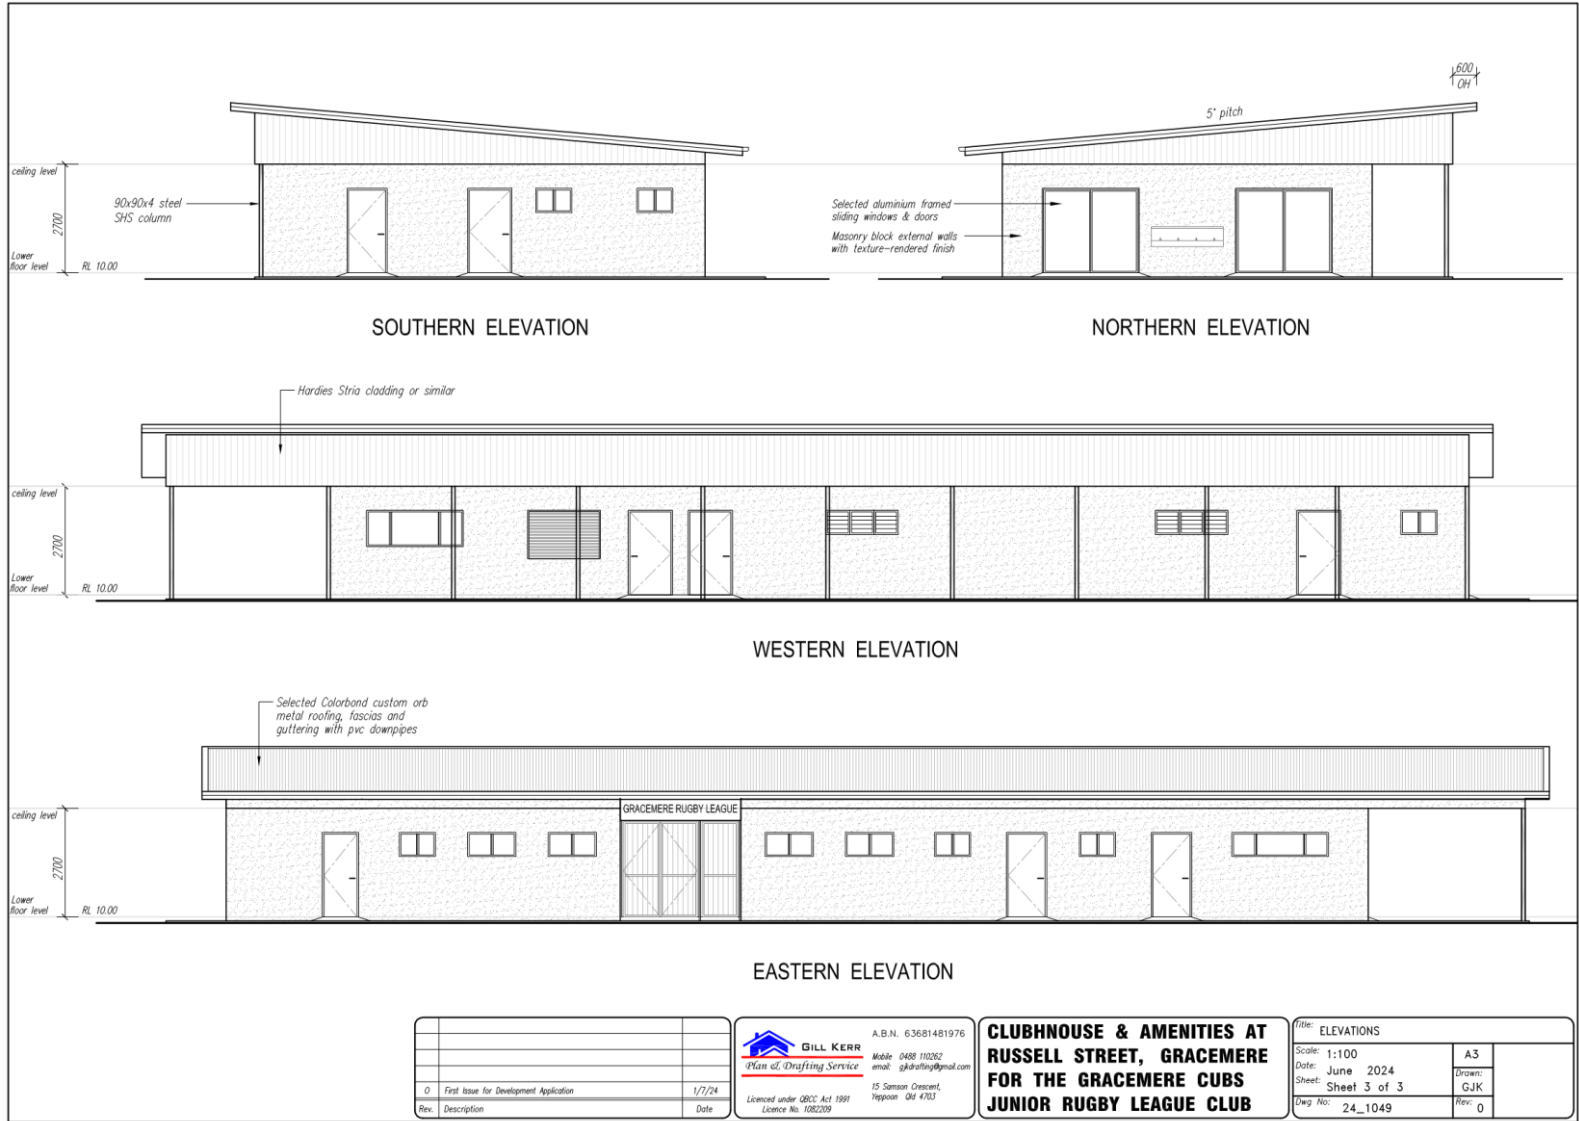 600
OH
5° pitch
ceiling level
2700
Lower
floor level
RL 10.00
90x90x4 steel
SHS column
Selected aluminium framed
sliding windows & doors
Masonry block external walls
with texture-rendered finish
SOUTHERN ELEVATION
NORTHERN ELEVATION
Hardies Stria cladding or similar
ceiling level
2700
Lower
floor level
RL 10.00
WESTERN ELEVATION
Selected Colorbond custom orb
metal roofing, fascias and
guttering with pvc downpipes
ceiling level
2700
Lower
floor level
RL 10.00
GRACEMERE RUGBY LEAGUE
EASTERN ELEVATION
0 First Issue for Development Application 1/7/24
Rev. Description Date
GILL KERR
Plan & Drafting Service
Licenced under QBCC Act 1991
Licence No. 1082209
A.B.N. 63681481976
Mobile 0488 110262
email: gjkdrafting@gmail.com
15 Samson Crescent,
Yeppoon Qld 4703
CLUBHNOUSE & AMENITIES AT
RUSSELL STREET, GRACEMERE
FOR THE GRACEMERE CUBS
JUNIOR RUGBY LEAGUE CLUB
Title: ELEVATIONS
Scale: 1:100
Date: June 2024
Sheet: Sheet 3 of 3
Dwg No: 24_1049
A3
Drawn:
GJK
Rev: 0